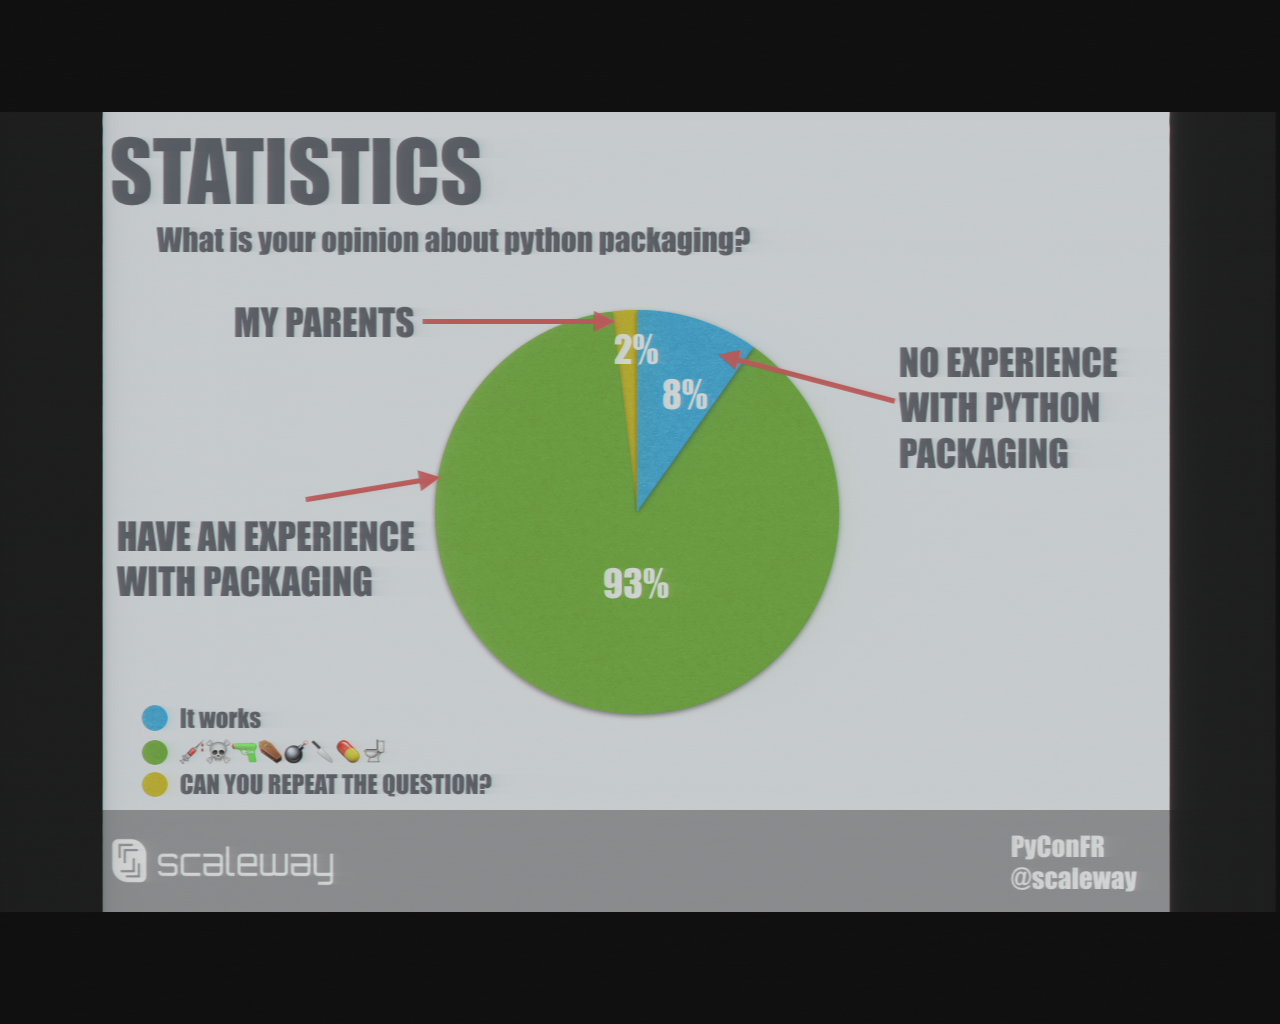 STATISTICS
What is your opinion about python packaging?
MY PARENTS
2%
8%
NO EXPERIENCE
WITH PYTHON
PACKAGING
HAVE AN EXPERIENCE
WITH PACKAGING
93%
It works
CAN YOU REPEAT THE QUESTION?
scaleway
PyConFR
@scaleway